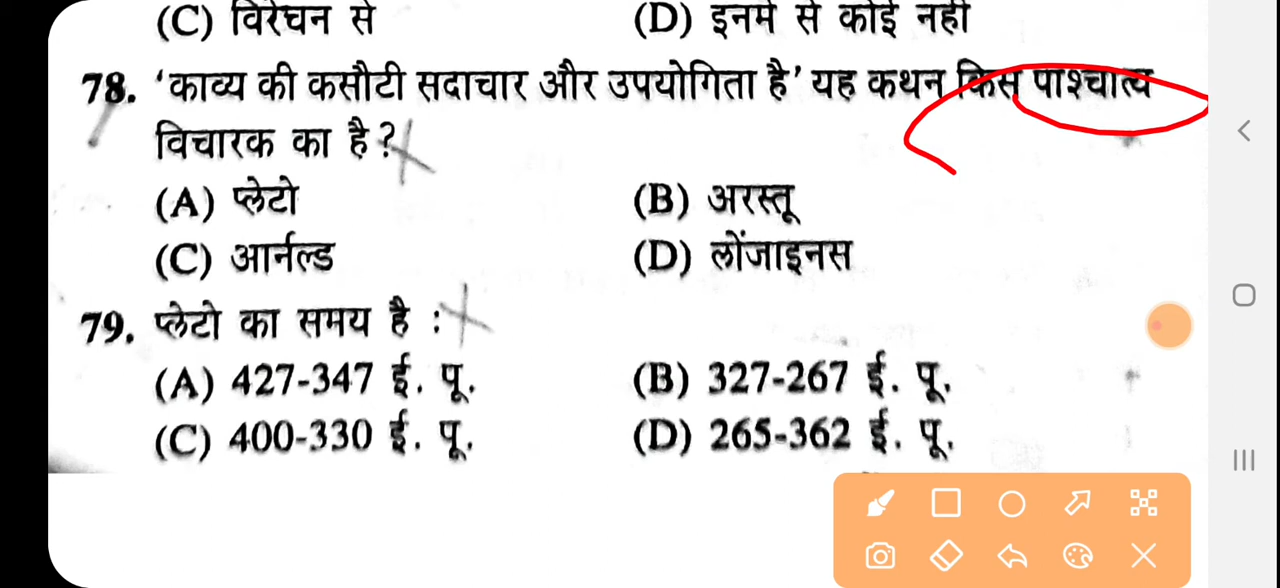 (C) विरेचन से (D) इनमें से कोई नहीं
78. ‘काव्य की कसौटी सदाचार और उपयोगिता है’ यह कथन किस पाश्चात्य
विचारक का है ?
(A) प्लेटो (B) अरस्तू
(C) आर्नल्ड (D) लोंजाइनस
79. प्लेटो का समय है :
(A) 427-347 ई. पू. (B) 327-267 ई. पू.
(C) 400-330 ई. पू. (D) 265-362 ई. पू.